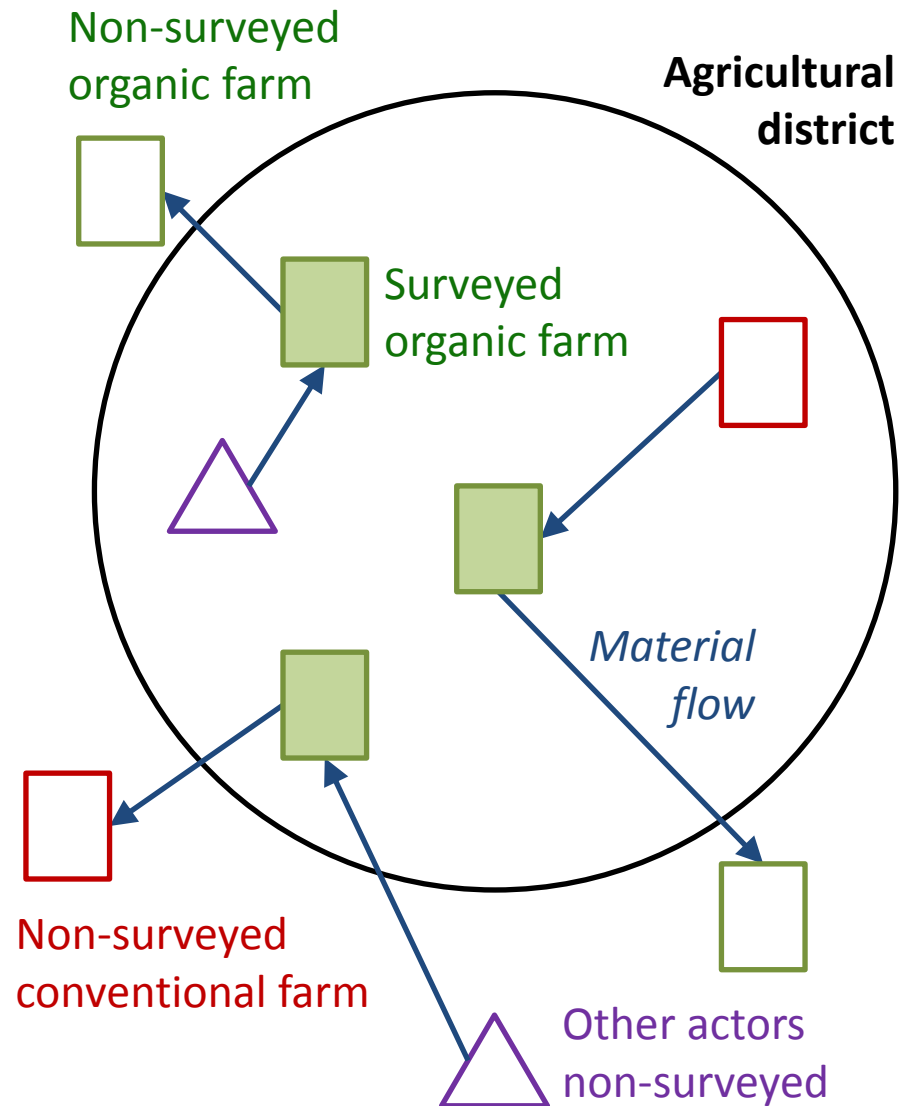 Non-surveyed
organic farm
Agricultural
district
Surveyed
organic farm
Material
flow
Non-surveyed
conventional farm
Other actors
non-surveyed